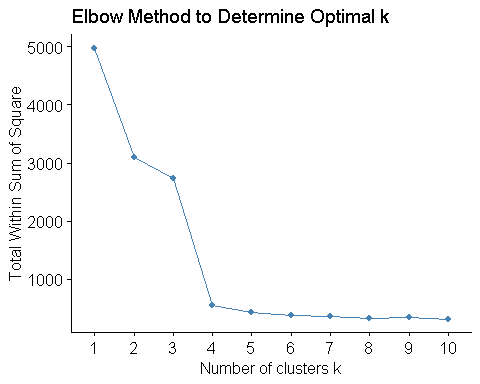 Elbow Method to Determine Optimal k
5000
4000
3000
2000
1000
Total Within Sum of Square
1 2 3 4 5 6 7 8 9 10
Number of clusters k